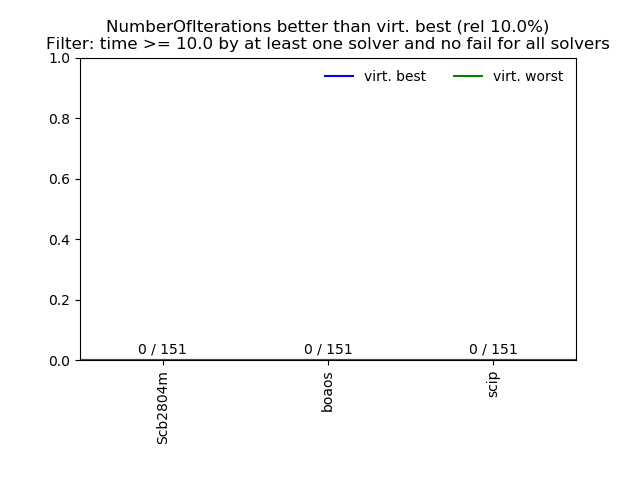 NumberOfIterations better than virt. best (rel 10.0%)
Filter: time >= 10.0 by at least one solver and no fail for all solvers
virt. best
virt. worst
1.0
0.8
0.6
0.4
0.2
0.0
0 / 151
0 / 151
0 / 151
Scb2804m
boaos
scip